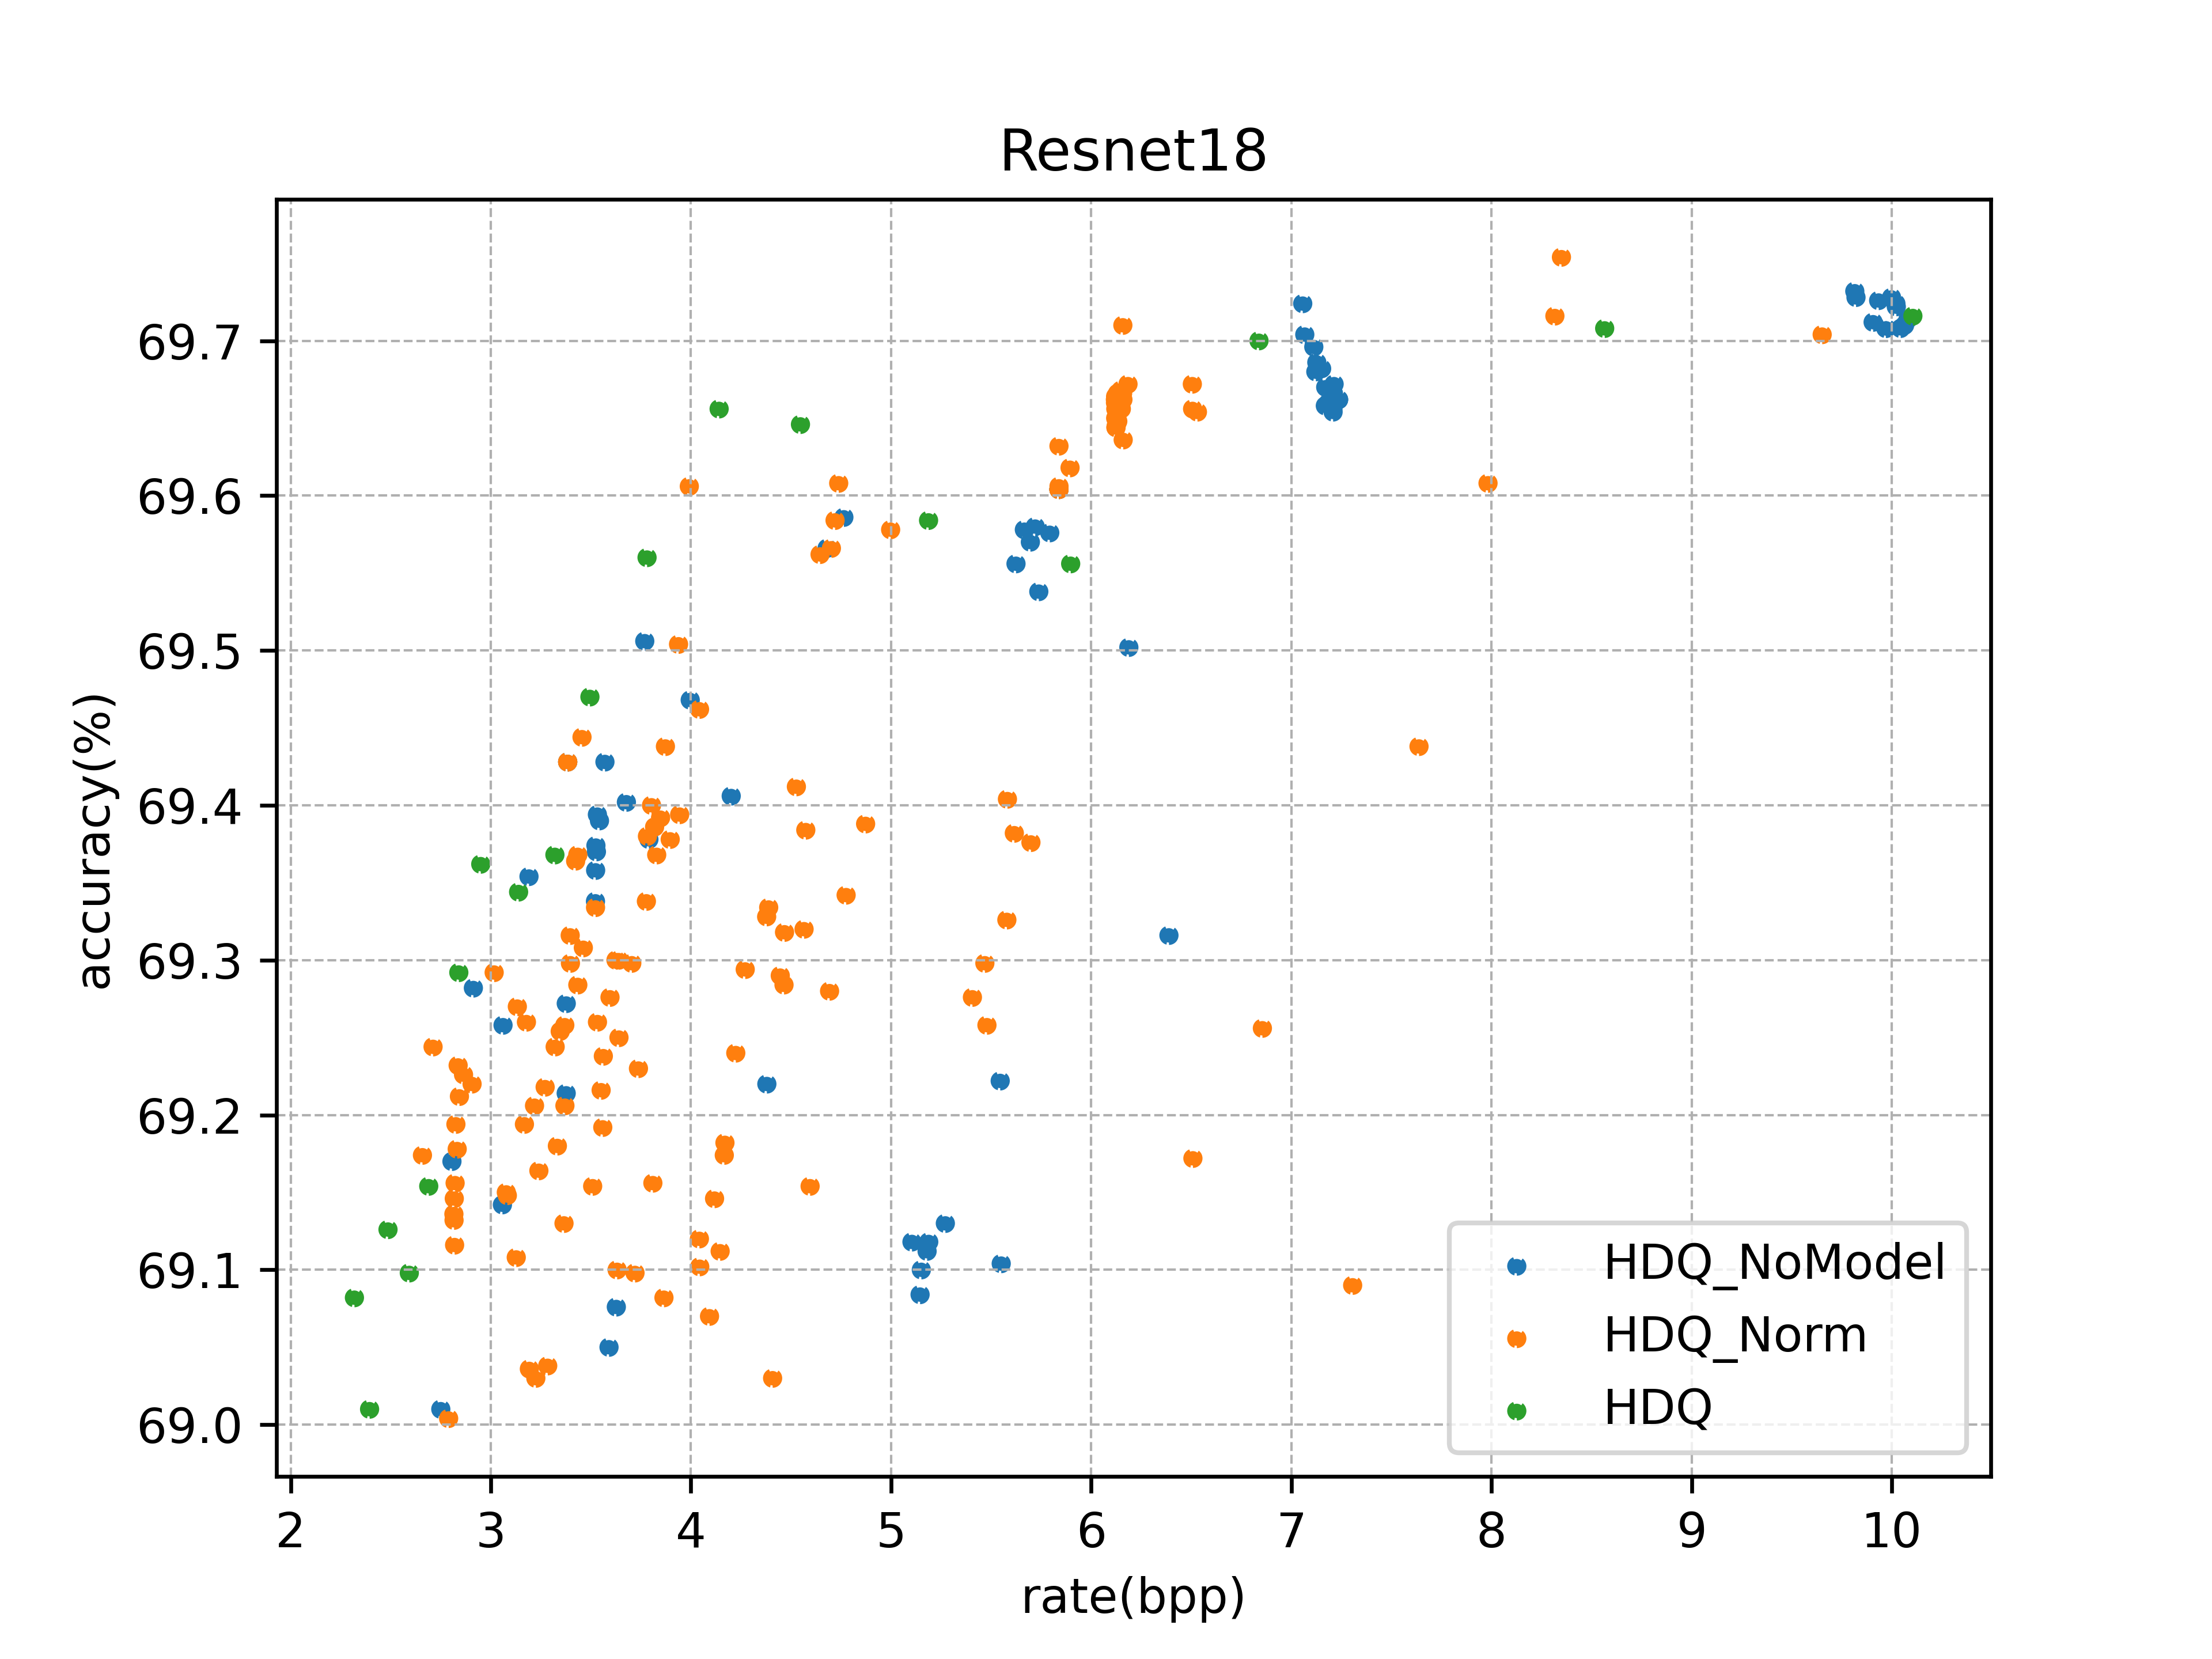 Resnet18
69.7
69.6
69.5
69.4
69.3
69.2
69.1
69.0
accuracy(%)
HDQ_NoModel
HDQ_Norm
HDQ
2 3 4 5 6 7 8 9 10
rate(bpp)